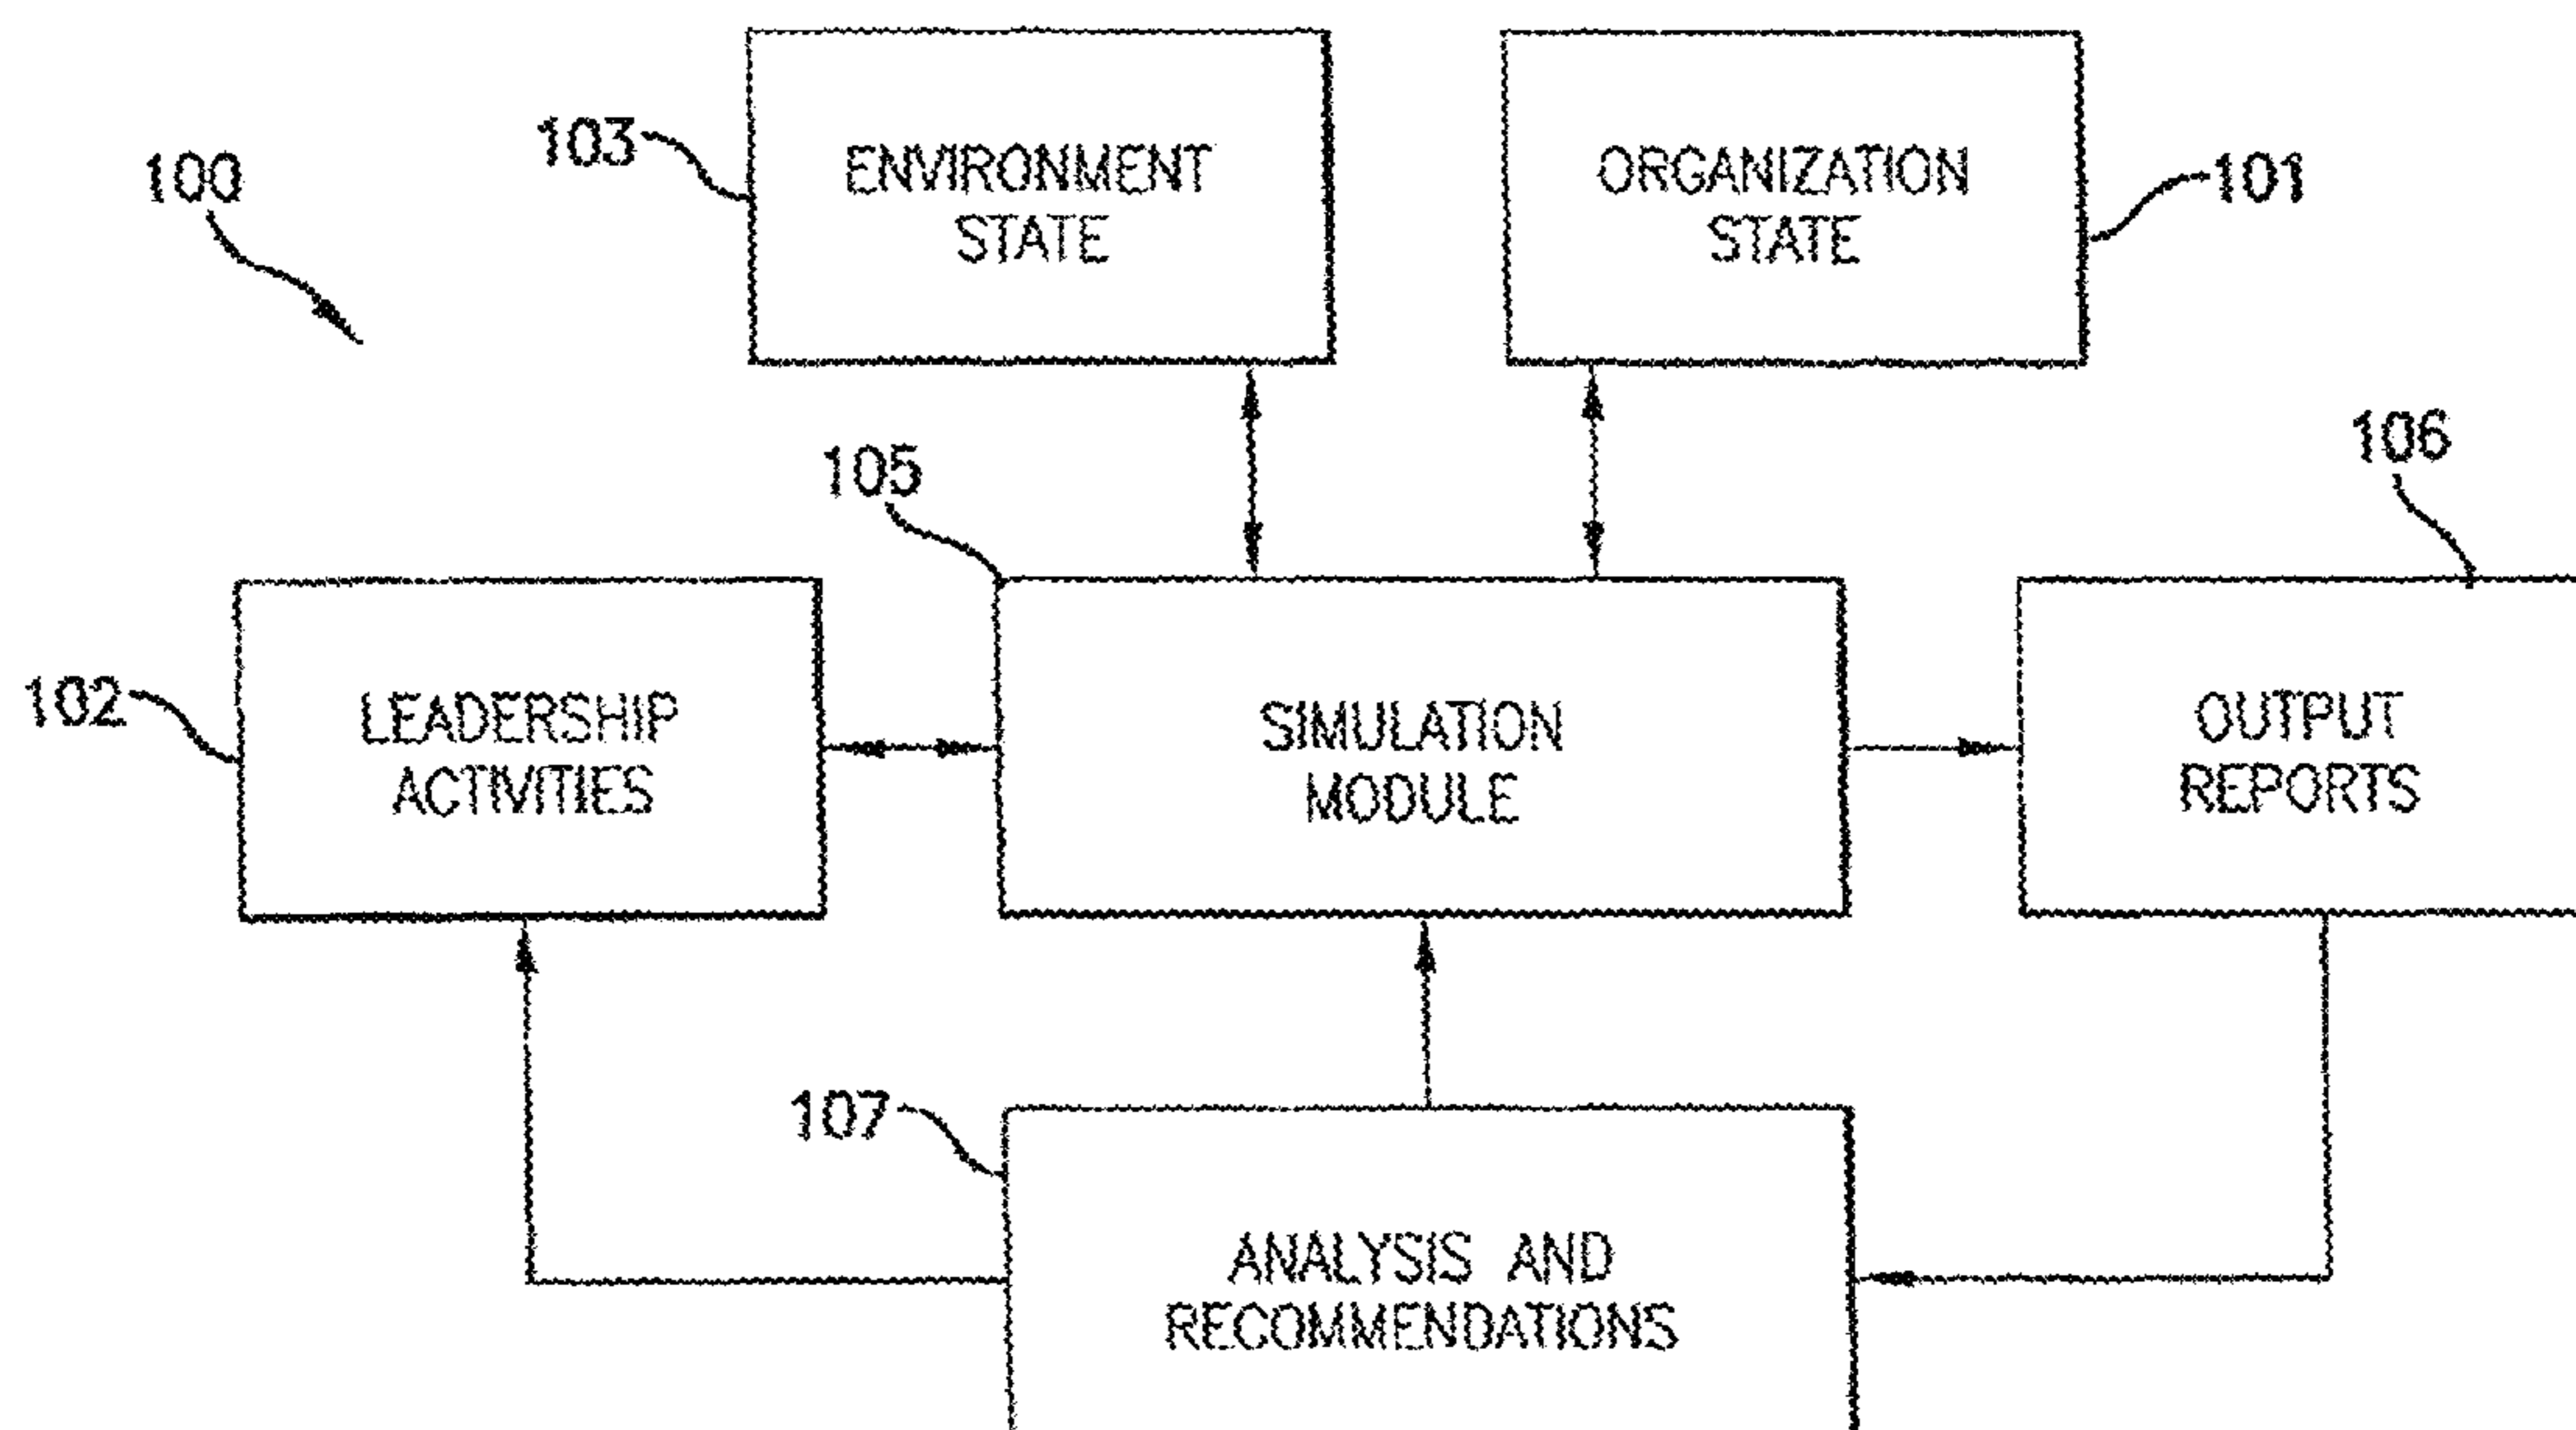 100
103
ENVIRONMENT
STATE
ORGANIZATION
STATE
101
105
106
102
LEADERSHIP
ACTIVITIES
SIMULATION
MODULE
OUTPUT
REPORTS
107
ANALYSIS AND
RECOMMENDATIONS